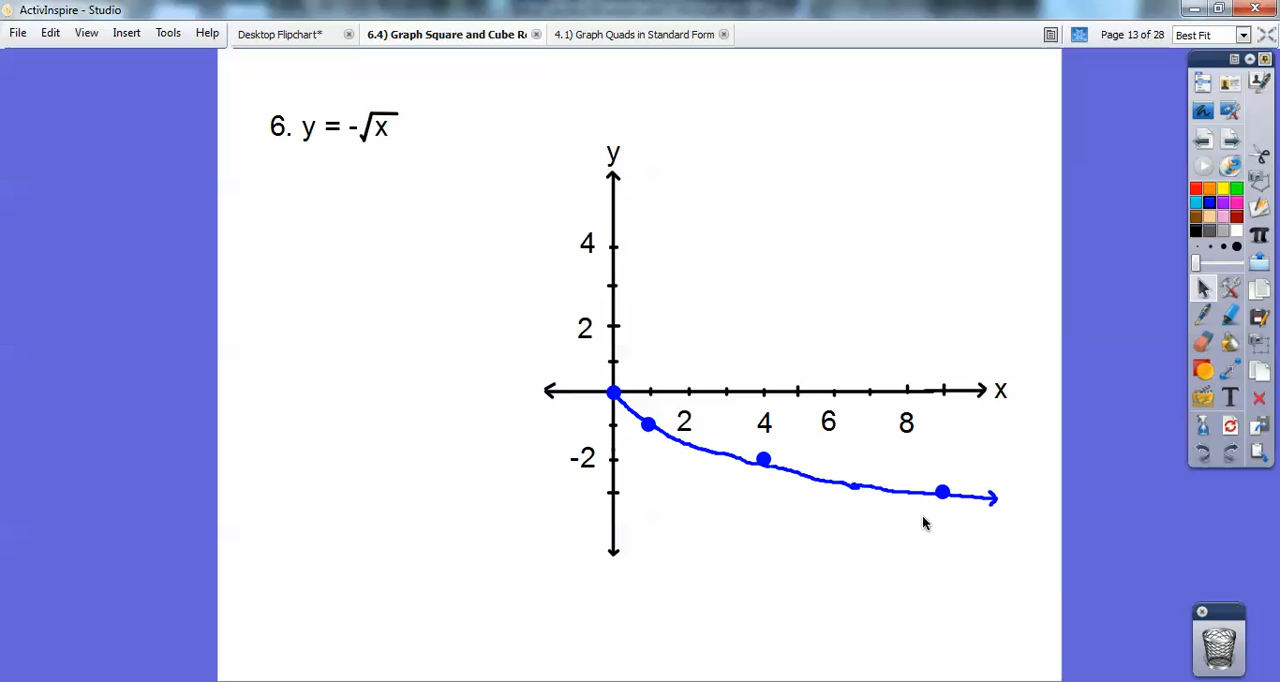 ActivInspire - Studio
File Edit View Insert Tools Help
Desktop Flipchart* 6.4) Graph Square and Cube R 4.1) Graph Quads in Standard Form
Page 13 of 28 Best Fit
6. y = -√x
y
4
2
x
2 4 6 8
-2